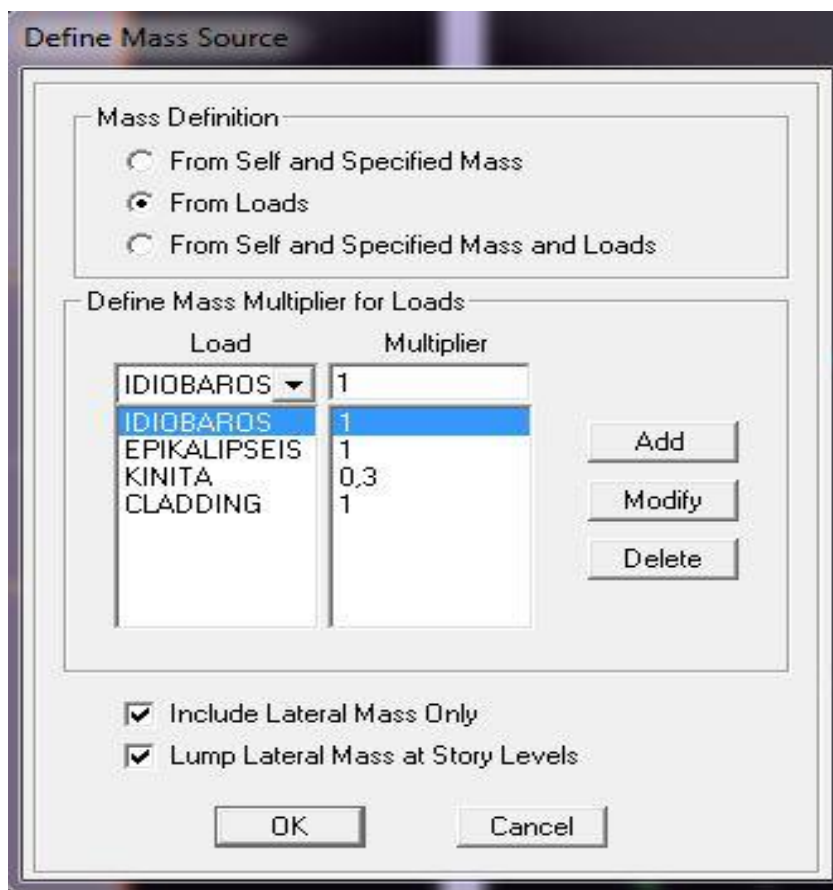 Define Mass Source
Mass Definition
From Self and Specified Mass
From Loads
From Self and Specified Mass and Loads
Define Mass Multiplier for Loads
Load Multiplier
IDIOBAROS 1
IDIOBAROS 1
EPIKALIPSEIS 1
KINITA 0,3
CLADDING 1
Add
Modify
Delete
Include Lateral Mass Only
Lump Lateral Mass at Story Levels
OK Cancel